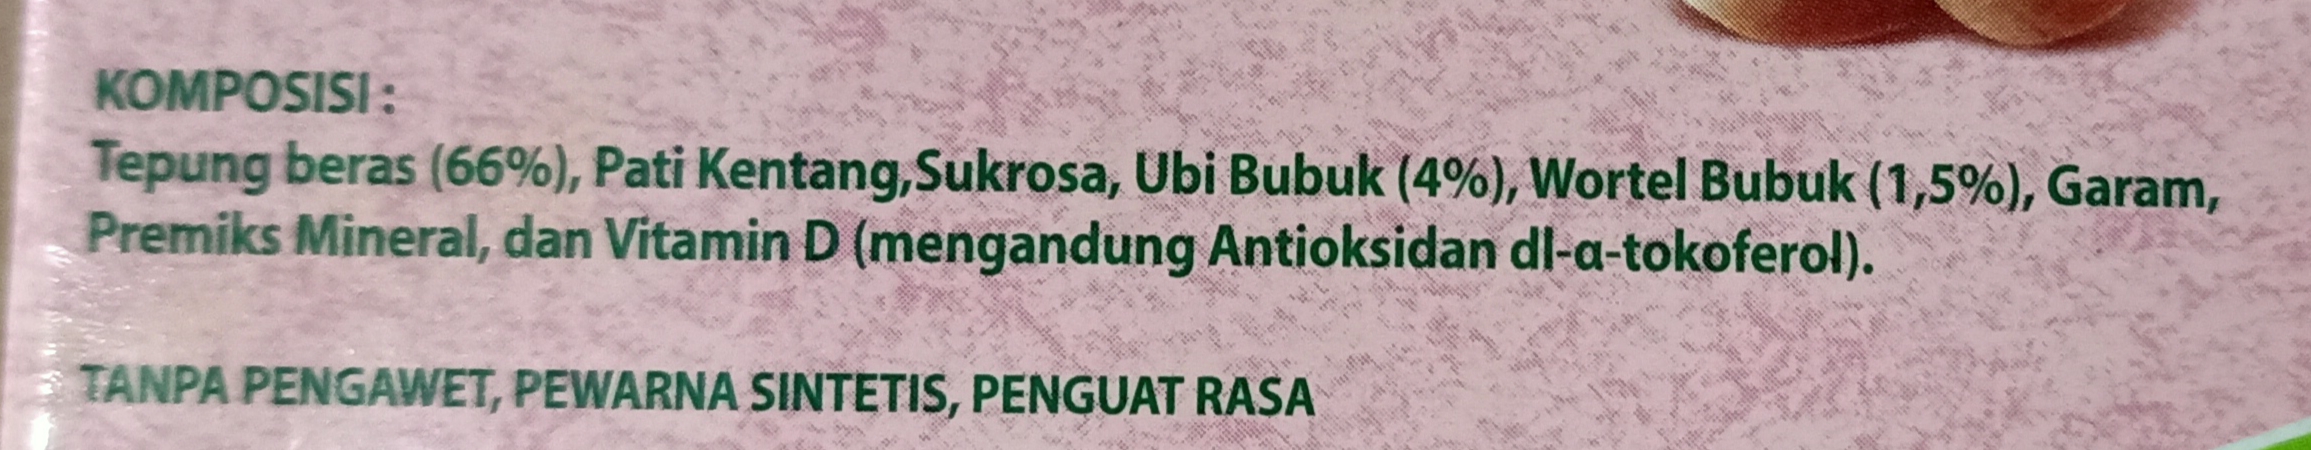 KOMPOSISI :
Tepung beras (66%), Pati Kentang,Sukrosa, Ubi Bubuk (4%), Wortel Bubuk (1,5%), Garam,
Premiks Mineral, dan Vitamin D (mengandung Antioksidan dl-α-tokoferol).
TANPA PENGAWET, PEWARNA SINTETIS, PENGUAT RASA